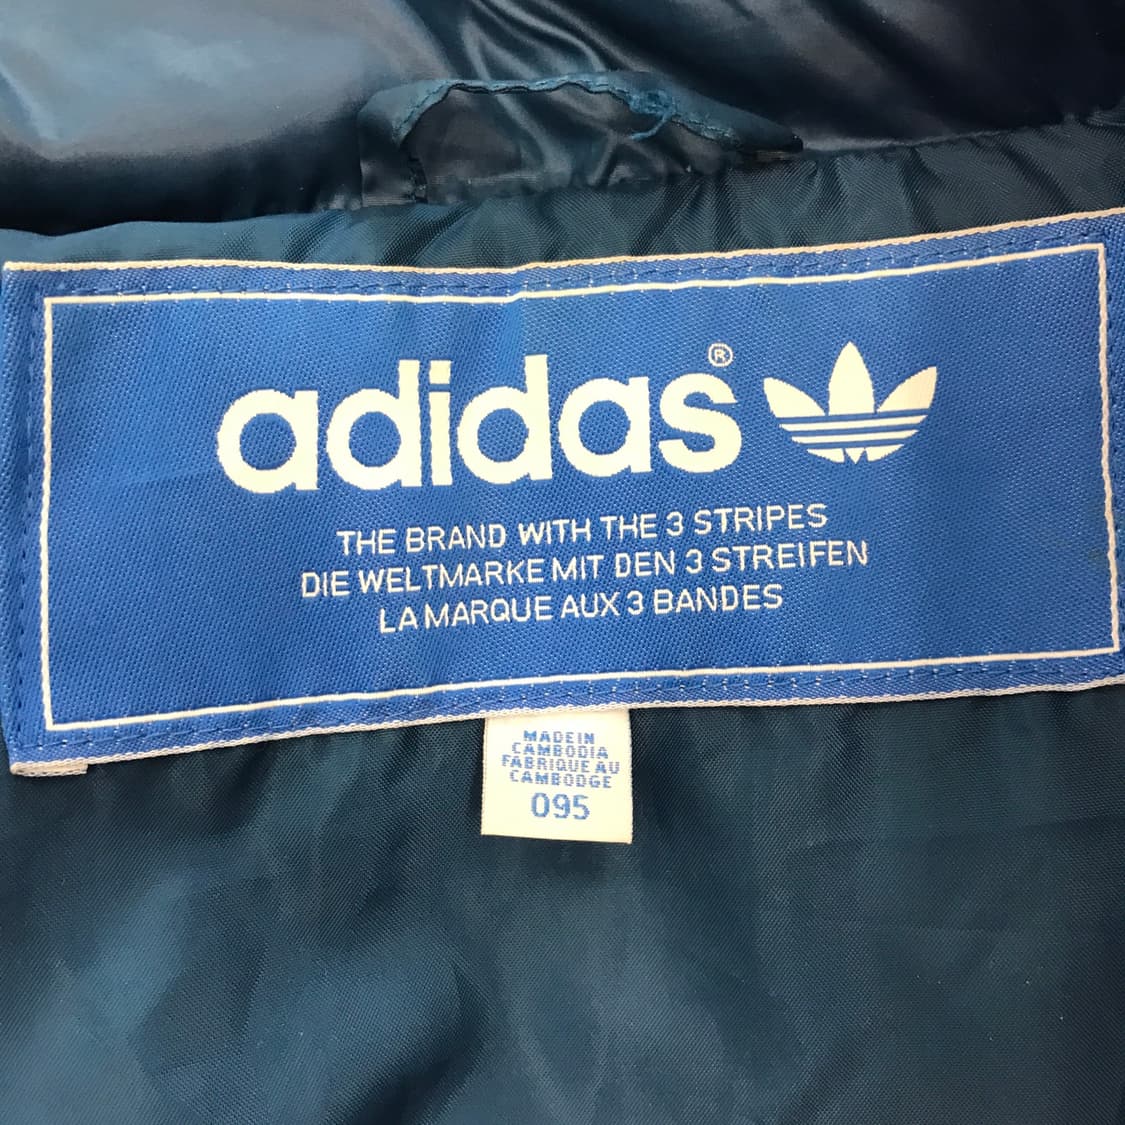 adidas®
THE BRAND WITH THE 3 STRIPES
DIE WELTMARKE MIT DEN 3 STREIFEN
LA MARQUE AUX 3 BANDES
MADE IN
CAMBODIA
FABRIQUE AU
CAMBODGE
095